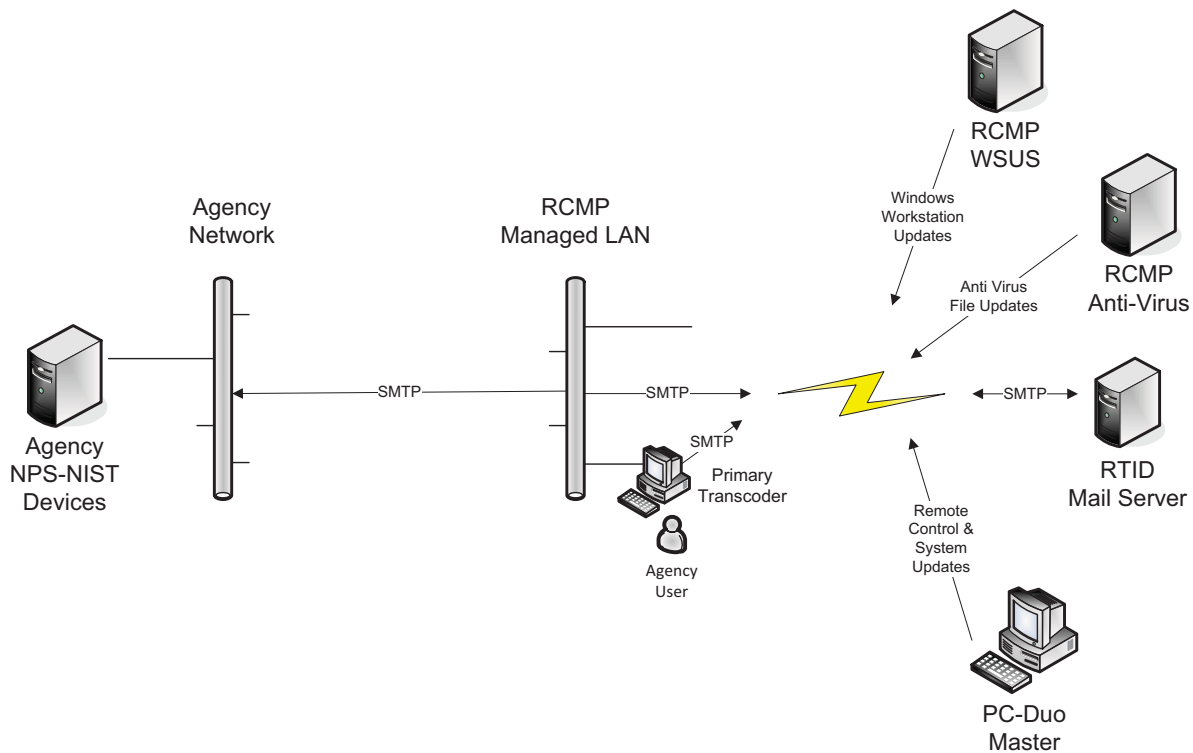 RCMP
WSUS
Windows
Workstation
Updates
RCMP
Anti-Virus
Anti Virus
File Updates
Agency
Network
RCMP
Managed LAN
Agency
NPS-NIST
Devices
SMTP
SMTP
SMTP
SMTP
Primary
Transcoder
Agency
User
RTID
Mail Server
Remote
Control &
System
Updates
PC-Duo
Master